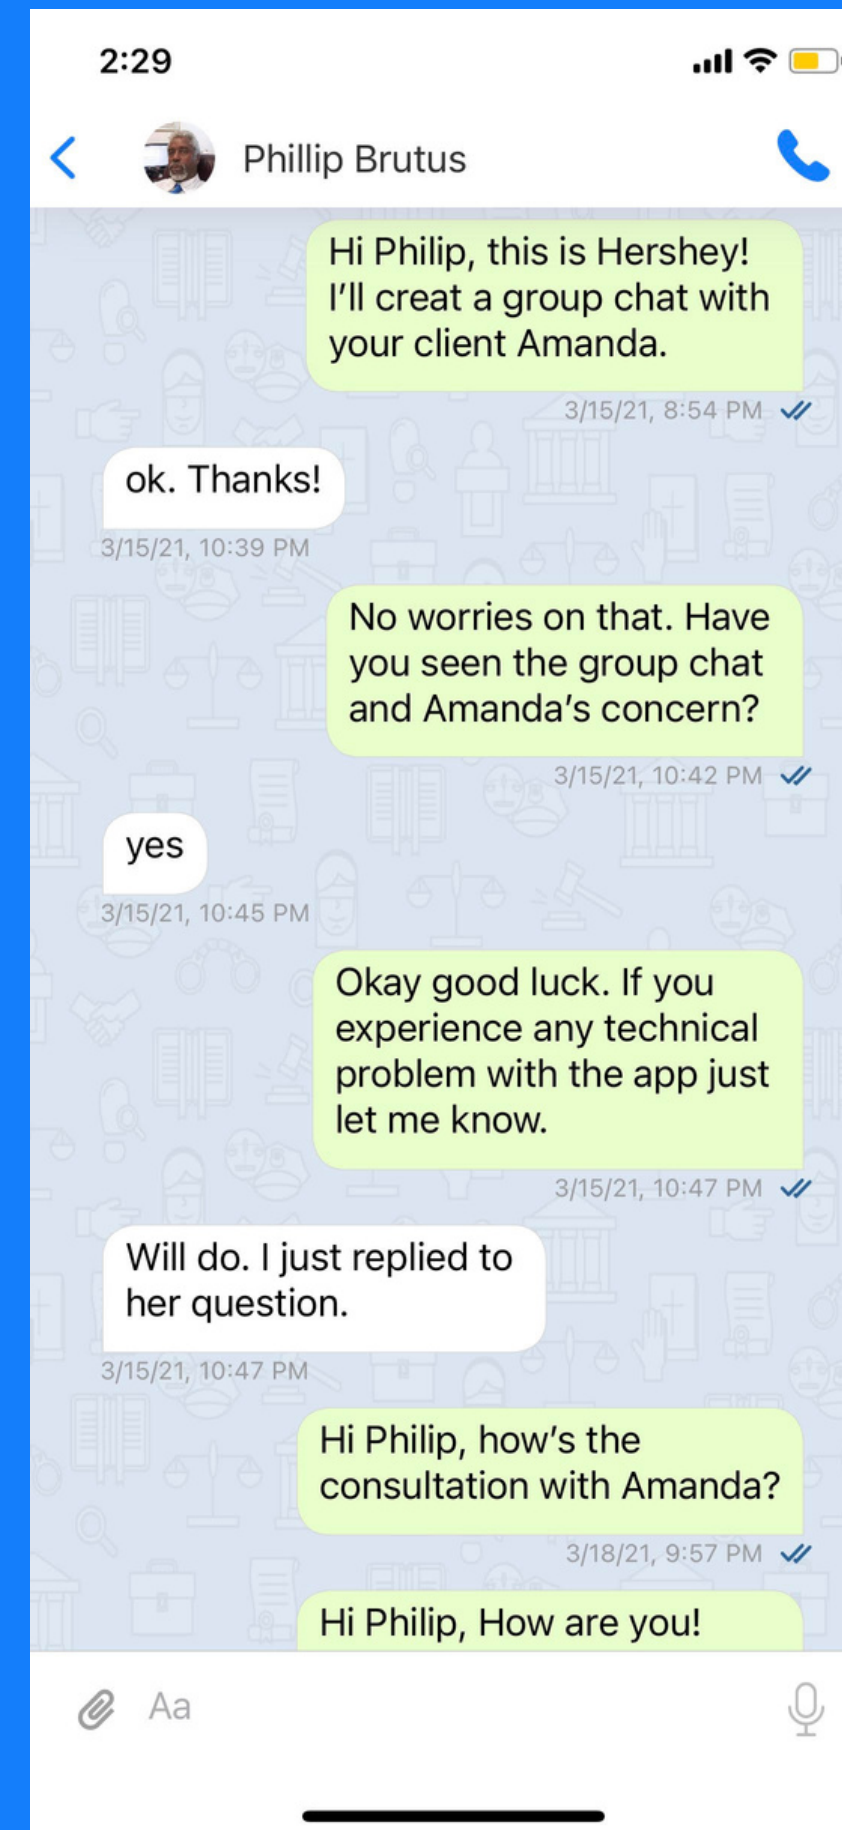 2:29
Phillip Brutus
Hi Philip, this is Hershey!
I'll creat a group chat with
your client Amanda.
3/15/21, 8:54 PM
ok. Thanks!
3/15/21, 10:39 PM
No worries on that. Have
you seen the group chat
and Amanda's concern?
3/15/21, 10:42 PM
yes
3/15/21, 10:45 PM
Okay good luck. If you
experience any technical
problem with the app just
let me know.
3/15/21, 10:47 PM
Will do. I just replied to
her question.
3/15/21, 10:47 PM
Hi Philip, how's the
consultation with Amanda?
3/18/21, 9:57 PM
Hi Philip, How are you!
Aa